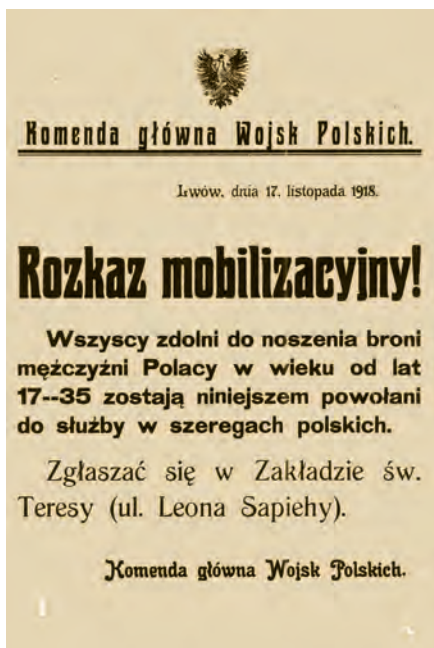 Komenda główna Wojsk Polskich.
Lwów, dnia 17. listopada 1918.
Rozkaz mobilizacyjny!
Wszyscy zdolni do noszenia broni
mężczyźni Polacy w wieku od lat
17--35 zostają niniejszem powołani
do służby w szeregach polskich.
Zgłaszać się w Zakładzie św.
Teresy (ul. Leona Sapiehy).
Komenda główna Wojsk Polskich.